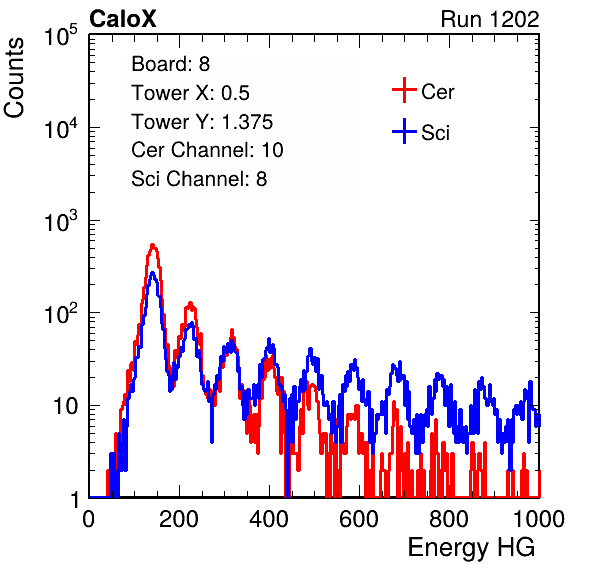 CaloX Run 1202
Counts
Board: 8
Tower X: 0.5
Tower Y: 1.375
Cer Channel: 10
Sci Channel: 8
Cer
Sci
10^5
10^4
10^3
10^2
10
1
0 200 400 600 800 1000
Energy HG